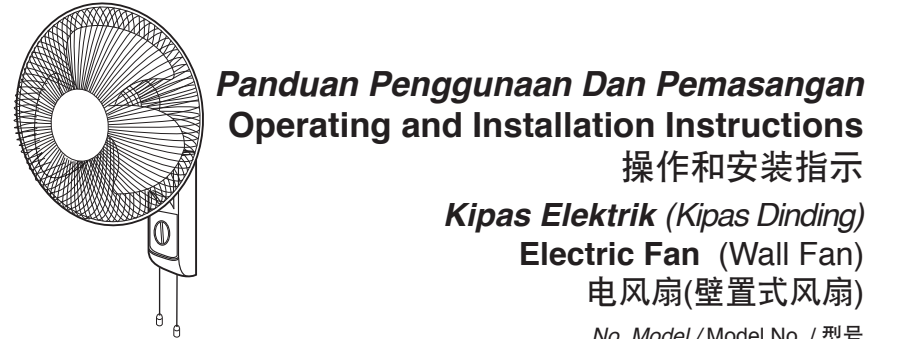 Panduan Penggunaan Dan Pemasangan
Operating and Installation Instructions
操作和安装指示
Kipas Elektrik (Kipas Dinding)
Electric Fan (Wall Fan)
电风扇(壁置式风扇)
No. Model / Model No. / 型号